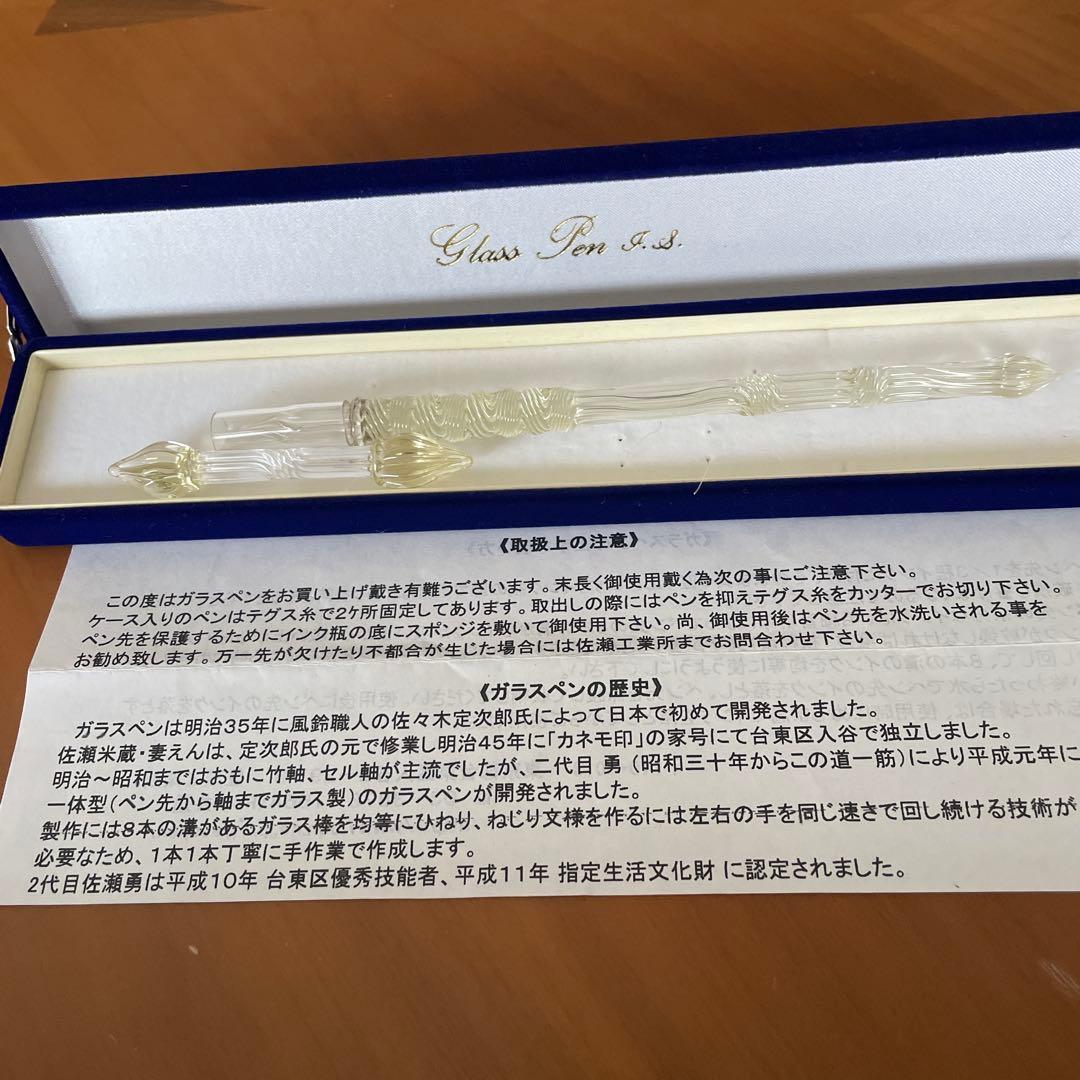 Glass Pen I.S.
《取扱上の注意》
この度はガラスペンをお買い上げ戴き有難うございます。末長く御使用戴く為次の事にご注意下さい。
ケース入りのペンはテグス糸で2ケ所固定してあります。取出しの際にはペンを抑えテグス糸をカッターでお切り下さい。
ペン先を保護するためにインク瓶の底にスポンジを敷いて御使用下さい。尚、御使用後はペン先を水洗いされる事を
お勧め致します。万一先が欠けたり不都合が生じた場合には佐瀬工業所までお問合わせ下さい。
《ガラスペンの歴史》
ガラスペンは明治35年に風鈴職人の佐々木定次郎氏によって日本で初めて開発されました。
佐瀬米蔵・妻えんは、定次郎氏の元で修業し明治45年に「カネモ印」の家号にて台東区入谷で独立しました。
明治～昭和まではおもに竹軸、セル軸が主流でしたが、二代目 勇（昭和三十年からこの道一筋）により平成元年に
一体型（ペン先から軸までガラス製）のガラスペンが開発されました。
製作には8本の溝があるガラス棒を均等にひねり、ねじり文様を作るには左右の手を同じ速さで回し続ける技術が
必要なため、1本1本丁寧に手作業で作成します。
2代目佐瀬勇は平成10年 台東区優秀技能者、平成11年 指定生活文化財 に認定されました。